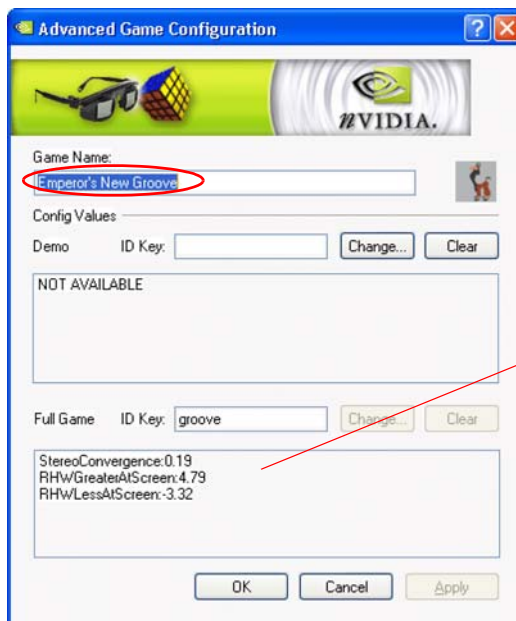 Advanced Game Configuration
nVIDIA.
Game Name:
Emperor's New Groove
Config Values
Demo ID Key: Change... Clear
NOT AVAILABLE
Full Game ID Key: groove Change... Clear
StereoConvergence:0.19
RHWGreaterAtScreen:4.79
RHWLessAtScreen:-3.32
OK Cancel Apply